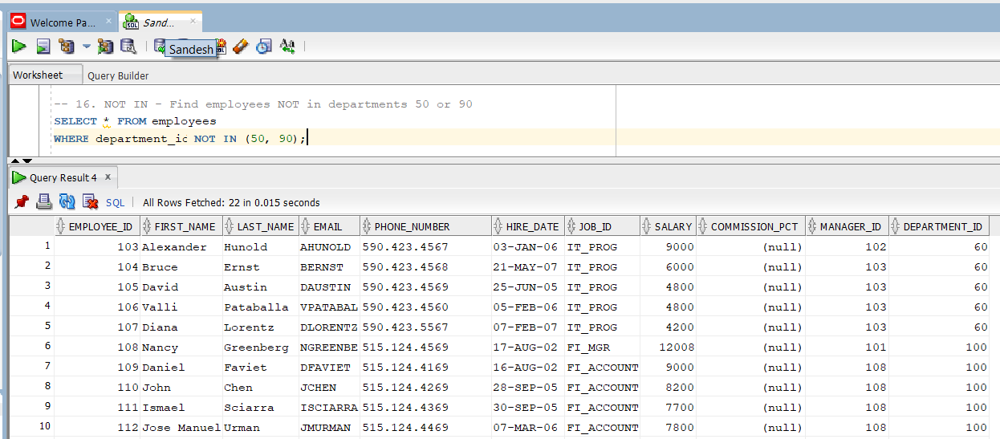 Welcome Pa... Sand...
Sandesh
Worksheet Query Builder
-- 16. NOT IN - Find employees NOT in departments 50 or 90
SELECT * FROM employees
WHERE department_id NOT IN (50, 90);
Query Result 4
SQL All Rows Fetched: 22 in 0.015 seconds
EMPLOYEE_ID FIRST_NAME LAST_NAME EMAIL PHONE_NUMBER HIRE_DATE JOB_ID SALARY COMMISSION_PCT MANAGER_ID DEPARTMENT_ID
1 103 Alexander Hunold AHUNOLD 590.423.4567 03-JAN-06 IT_PROG 9000 (null) 102 60
2 104 Bruce Ernst BERNST 590.423.4568 21-MAY-07 IT_PROG 6000 (null) 103 60
3 105 David Austin DAUSTIN 590.423.4569 25-JUN-05 IT_PROG 4800 (null) 103 60
4 106 Valli Pataballa VPATABAL 590.423.4560 05-FEB-06 IT_PROG 4800 (null) 103 60
5 107 Diana Lorentz DLORENTZ 590.423.5567 07-FEB-07 IT_PROG 4200 (null) 103 60
6 108 Nancy Greenberg NGREENBE 515.124.4569 17-AUG-02 FI_MGR 12008 (null) 101 100
7 109 Daniel Faviet DFAVIET 515.124.4169 16-AUG-02 FI_ACCOUNT 9000 (null) 108 100
8 110 John Chen JCHEN 515.124.4269 28-SEP-05 FI_ACCOUNT 8200 (null) 108 100
9 111 Ismael Sciarra ISCIARRA 515.124.4369 30-SEP-05 FI_ACCOUNT 7700 (null) 108 100
10 112 Jose Manuel Urman JMURMAN 515.124.4469 07-MAR-06 FI_ACCOUNT 7800 (null) 108 100